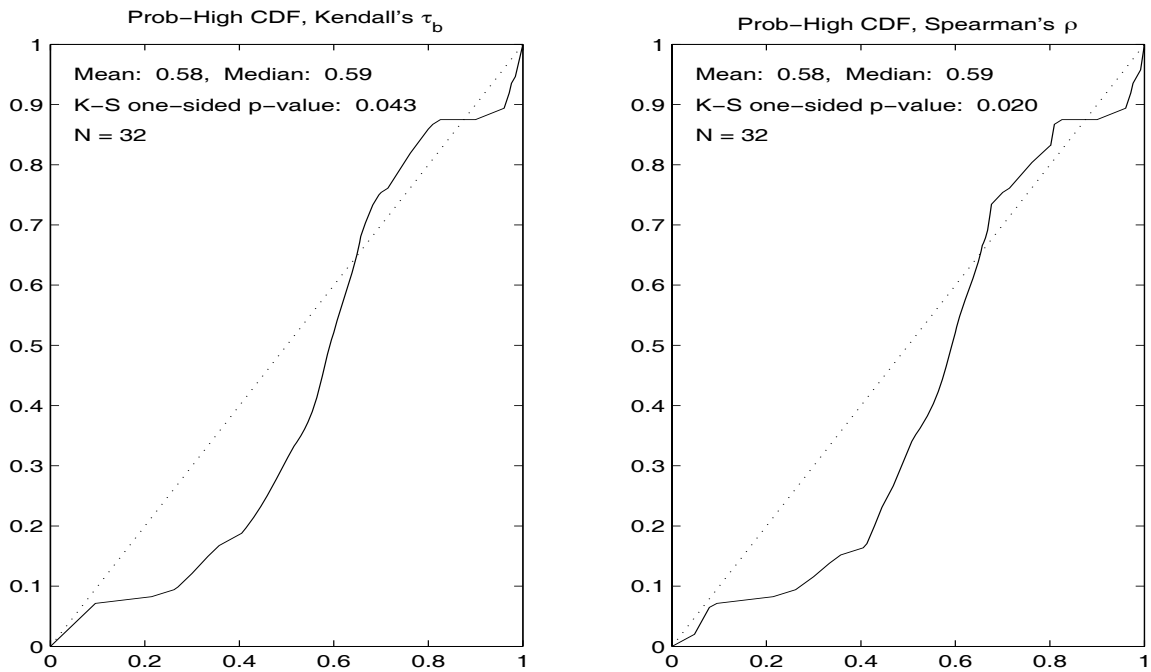 Prob−High CDF, Kendall's τb
1
0.9
0.8
0.7
0.6
0.5
0.4
0.3
0.2
0.1
0
Mean: 0.58, Median: 0.59
K−S one−sided p−value: 0.043
N = 32
0 0.2 0.4 0.6 0.8 1
Prob−High CDF, Spearman's ρ
1
0.9
0.8
0.7
0.6
0.5
0.4
0.3
0.2
0.1
0
Mean: 0.58, Median: 0.59
K−S one−sided p−value: 0.020
N = 32
0 0.2 0.4 0.6 0.8 1